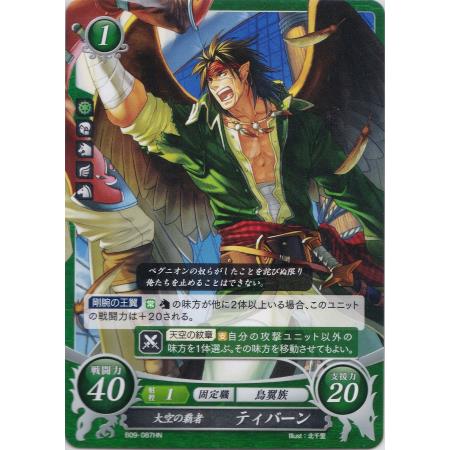 1
ベグニオンの奴らがしたことを詫びぬ限り
俺たちを止めることはできない。
剛腕の王翼 常 の味方が他に2体以上いる場合、このユニット
の戦闘力は+20される。
天空の紋章 支 自分の攻撃ユニット以外の
味方を1体選ぶ。その味方を移動させてもよい。
戦闘力
40
射程 1
固定職
鳥翼族
支援力
20
大空の覇者 ティバーン
B09-087HN
Illust：北千里